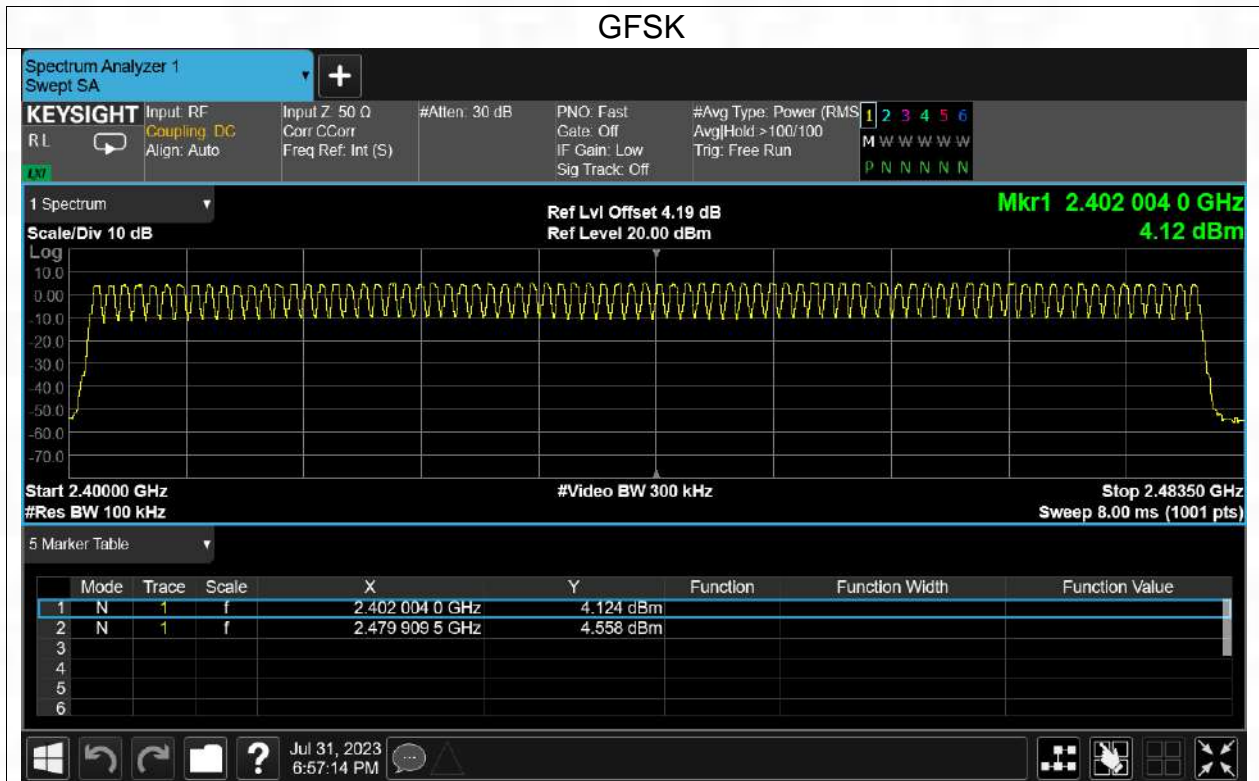 GFSK
Spectrum Analyzer 1
Swept SA
+
KEYSIGHT Input: RF Input Z: 50 Ω #Atten: 30 dB PNO: Fast #Avg Type: Power (RMS 1 2 3 4 5 6
RL Coupling: DC Corr CCorr Gate: Off Avg|Hold >100/100 M W W W W W
Align: Auto Freq Ref: Int (S) IF Gain: Low Trig: Free Run
LXI Sig Track: Off P N N N N N
1 Spectrum Ref Lvl Offset 4.19 dB Mkr1 2.402 004 0 GHz
Scale/Div 10 dB Ref Level 20.00 dBm 4.12 dBm
Log
10.0
0.00
-10.0
-20.0
-30.0
-40.0
-50.0
-60.0
-70.0
Start 2.40000 GHz #Video BW 300 kHz Stop 2.48350 GHz
#Res BW 100 kHz Sweep 8.00 ms (1001 pts)
5 Marker Table
Mode Trace Scale X Y Function Function Width Function Value
1 N 1 f 2.402 004 0 GHz 4.124 dBm
2 N 1 f 2.479 909 5 GHz 4.558 dBm
3
4
5
6
? Jul 31, 2023
6:57:14 PM